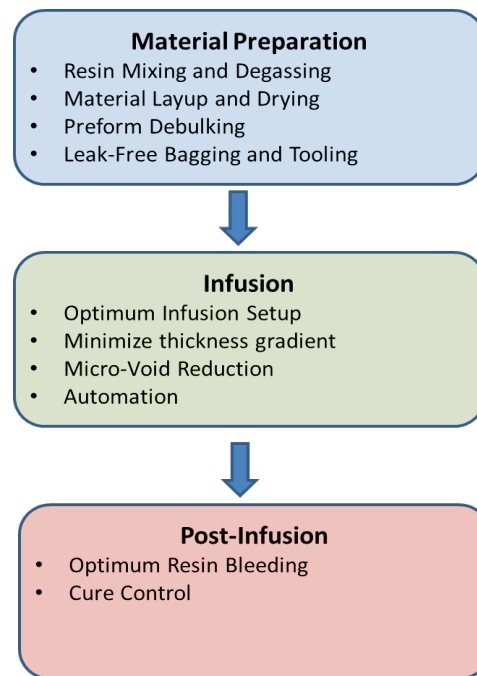 Material Preparation
• Resin Mixing and Degassing
• Material Layup and Drying
• Preform Debulking
• Leak-Free Bagging and Tooling
Infusion
• Optimum Infusion Setup
• Minimize thickness gradient
• Micro-Void Reduction
• Automation
Post-Infusion
• Optimum Resin Bleeding
• Cure Control